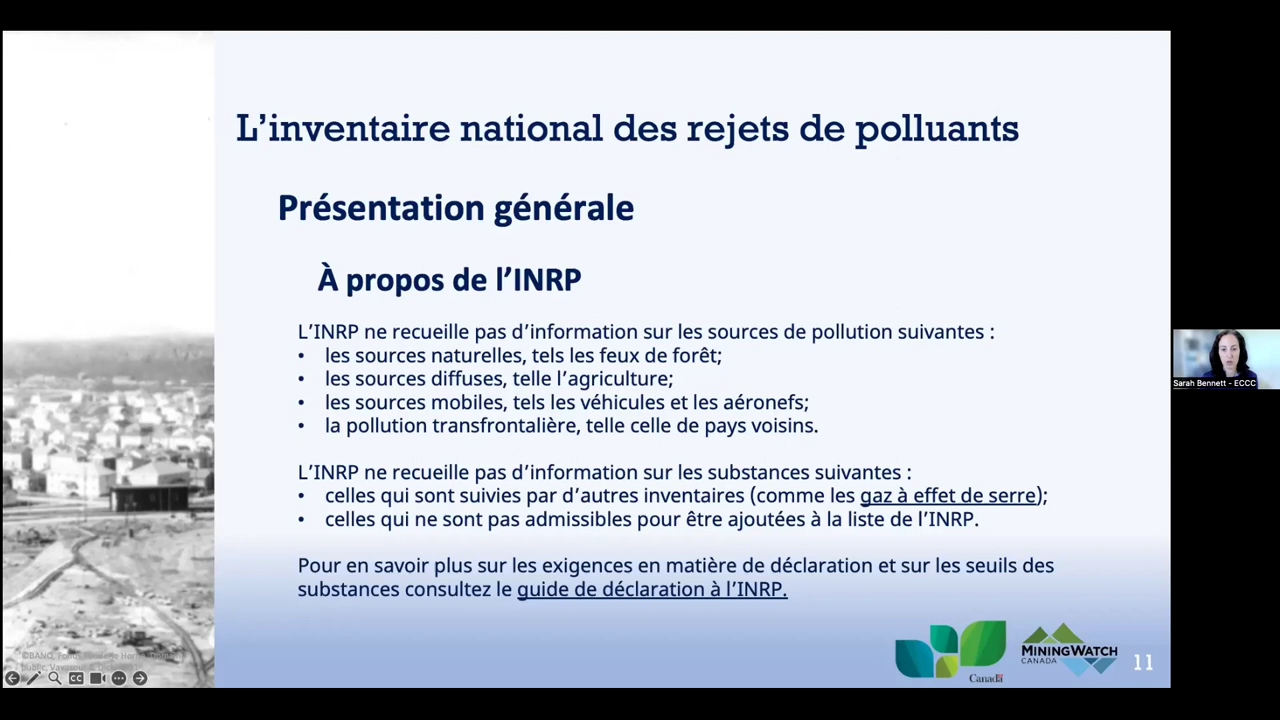 L'inventaire national des rejets de polluants
Présentation générale
À propos de l'INRP
L'INRP ne recueille pas d'information sur les sources de pollution suivantes :
• les sources naturelles, tels les feux de forêt;
• les sources diffuses, telle l'agriculture;
• les sources mobiles, tels les véhicules et les aéronefs;
• la pollution transfrontalière, telle celle de pays voisins.
L'INRP ne recueille pas d'information sur les substances suivantes :
• celles qui sont suivies par d'autres inventaires (comme les gaz à effet de serre);
• celles qui ne sont pas admissibles pour être ajoutées à la liste de l'INRP.
Pour en savoir plus sur les exigences en matière de déclaration et sur les seuils des
substances consultez le guide de déclaration à l'INRP.
Sarah Bennett - ECCC
©BANQ, Fonds
public,
CC
Canada
MININGWATCH
CANADA
11